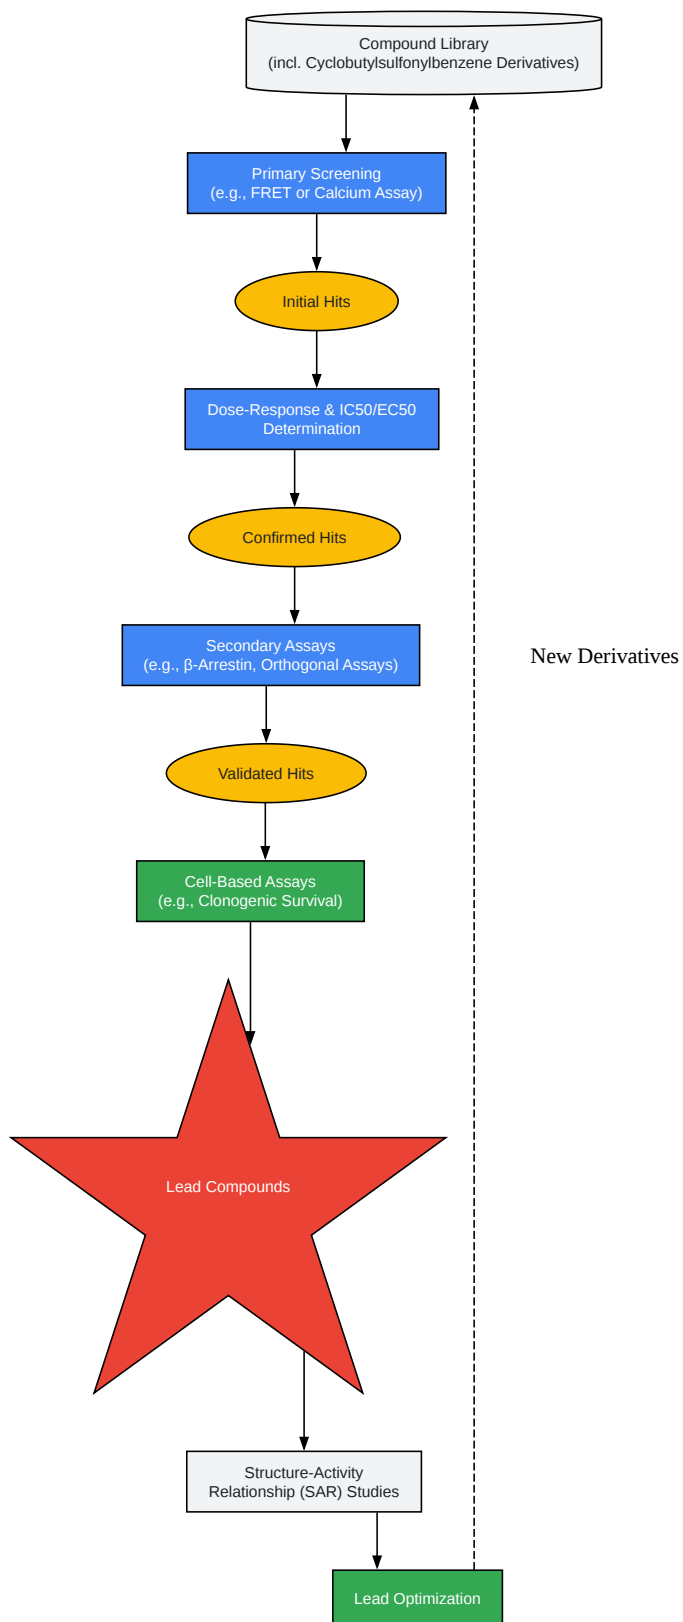 Compound Library
(incl. Cyclobutylsulfonylbenzene Derivatives)
Primary Screening
(e.g., FRET or Calcium Assay)
Initial Hits
Dose-Response & IC50/EC50
Determination
Confirmed Hits
Secondary Assays
(e.g., β-Arrestin, Orthogonal Assays)
New Derivatives
Validated Hits
Cell-Based Assays
(e.g., Clonogenic Survival)
Lead Compounds
Structure-Activity
Relationship (SAR) Studies
Lead Optimization